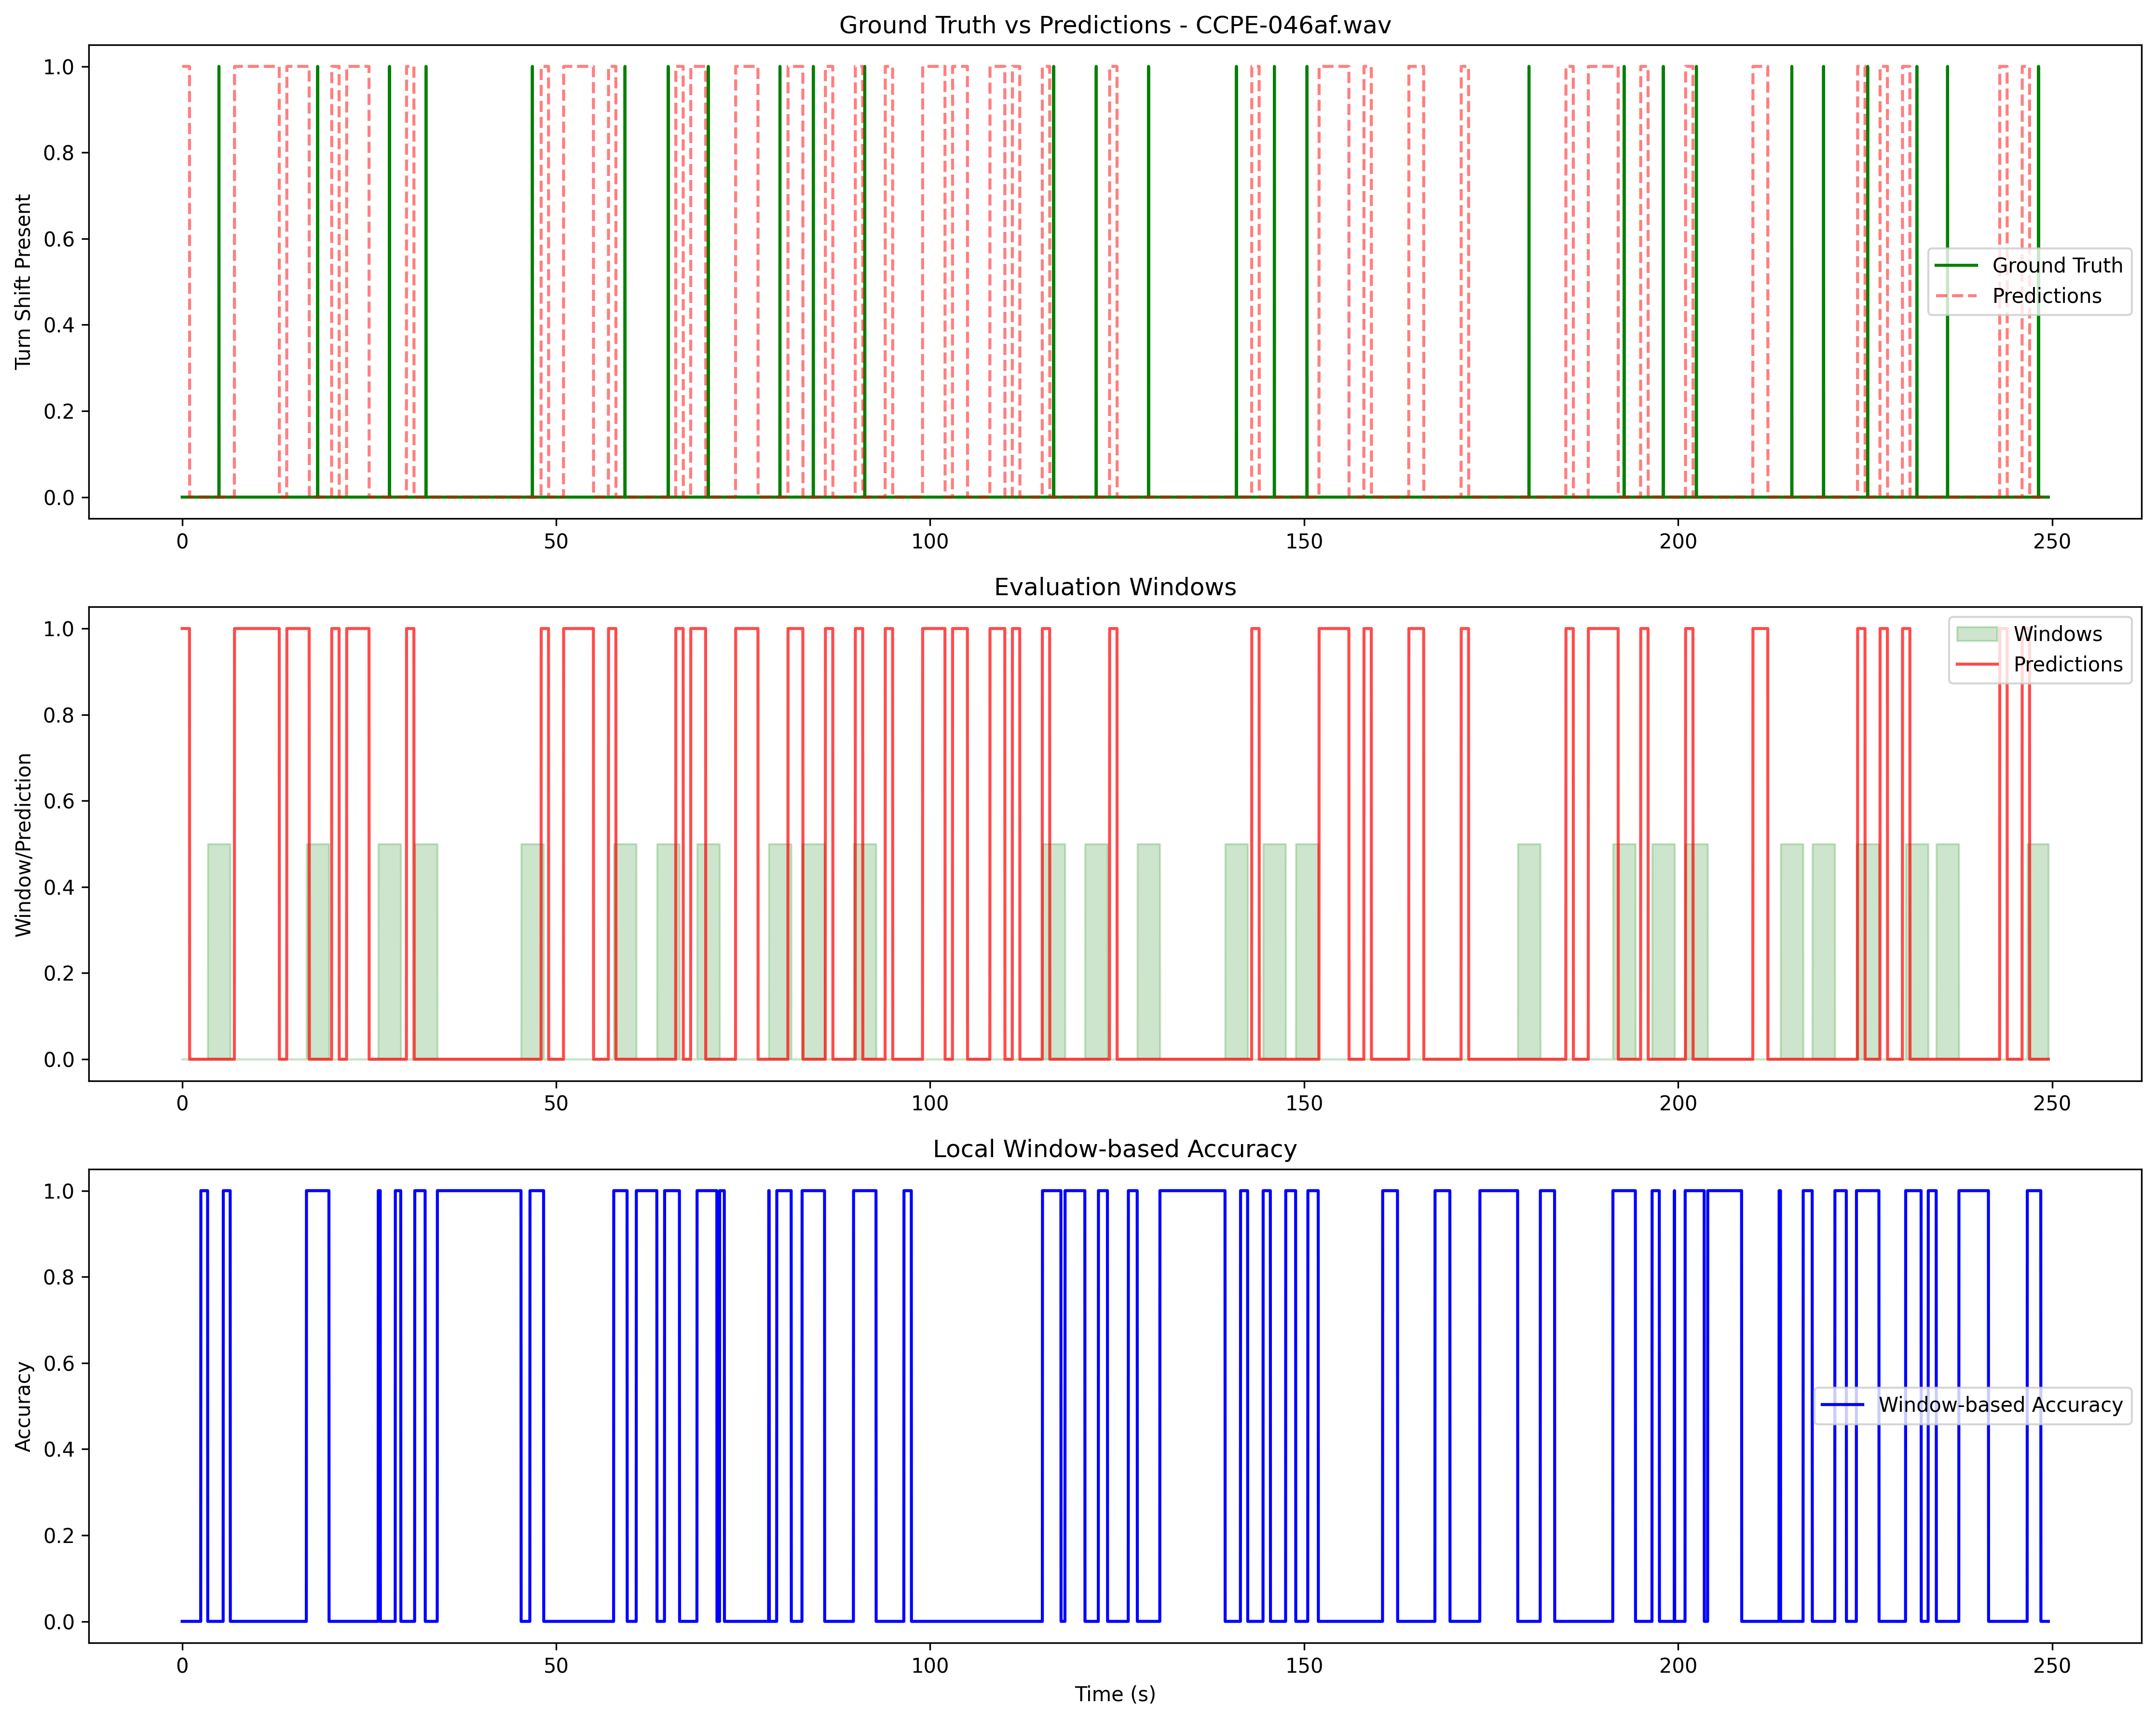 Ground Truth vs Predictions - CCPE-046af.wav
1.0
0.8
0.6
0.4
0.2
0.0
Turn Shift Present
Ground Truth
Predictions
0 50 100 150 200 250
Evaluation Windows
1.0
0.8
0.6
0.4
0.2
0.0
Window/Prediction
Windows
Predictions
0 50 100 150 200 250
Local Window-based Accuracy
1.0
0.8
0.6
0.4
0.2
0.0
Accuracy
Window-based Accuracy
0 50 100 150 200 250
Time (s)